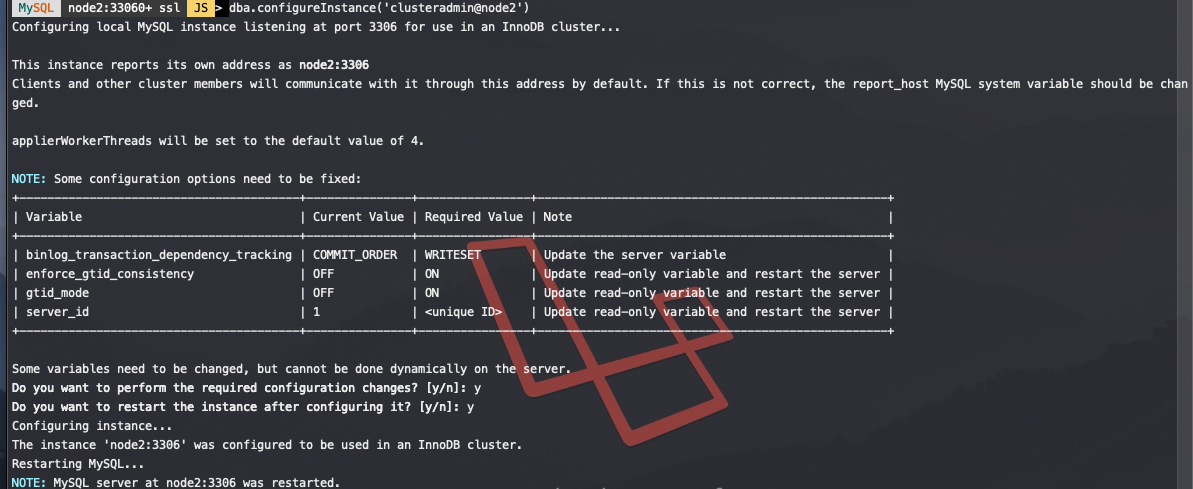 MySQL node2:33060+ ssl JS > dba.configureInstance('clusteradmin@node2')
Configuring local MySQL instance listening at port 3306 for use in an InnoDB cluster...
This instance reports its own address as node2:3306
Clients and other cluster members will communicate with it through this address by default. If this is not correct, the report_host MySQL system variable should be chan
ged.
applierWorkerThreads will be set to the default value of 4.
NOTE: Some configuration options need to be fixed:
+----------------------------------------+---------------+----------------+--------------------------------------------------+
| Variable | Current Value | Required Value | Note |
+----------------------------------------+---------------+----------------+--------------------------------------------------+
| binlog_transaction_dependency_tracking | COMMIT_ORDER | WRITESET | Update the server variable |
| enforce_gtid_consistency | OFF | ON | Update read-only variable and restart the server |
| gtid_mode | OFF | ON | Update read-only variable and restart the server |
| server_id | 1 | <unique ID> | Update read-only variable and restart the server |
+----------------------------------------+---------------+----------------+--------------------------------------------------+
Some variables need to be changed, but cannot be done dynamically on the server.
Do you want to perform the required configuration changes? [y/n]: y
Do you want to restart the instance after configuring it? [y/n]: y
Configuring instance...
The instance 'node2:3306' was configured to be used in an InnoDB cluster.
Restarting MySQL...
NOTE: MySQL server at node2:3306 was restarted.